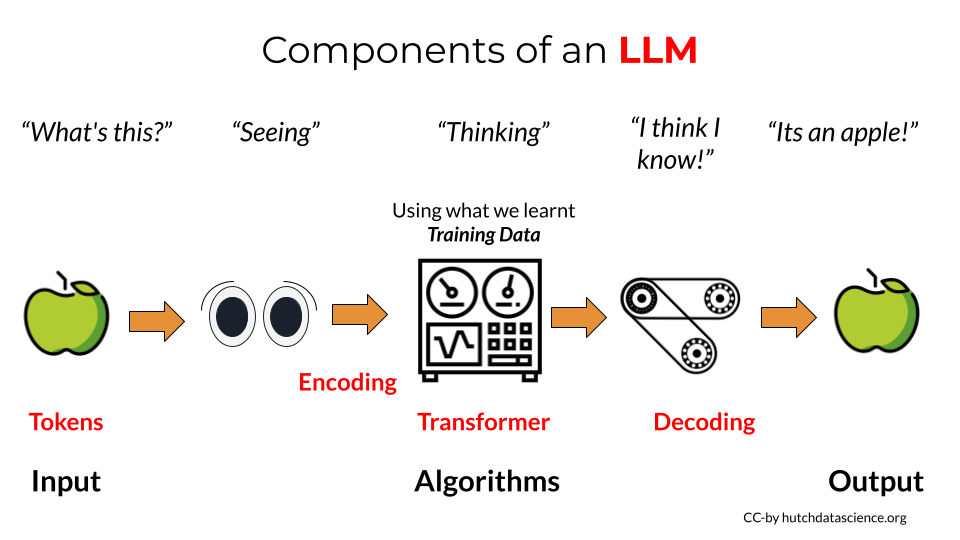 Components of an LLM
“What's this?”
“Seeing”
“Thinking”
“I think I
know!”
“Its an apple!”
Using what we learnt
Training Data
Encoding
Tokens
Transformer
Decoding
Input
Algorithms
Output
CC-by hutchdatascience.org